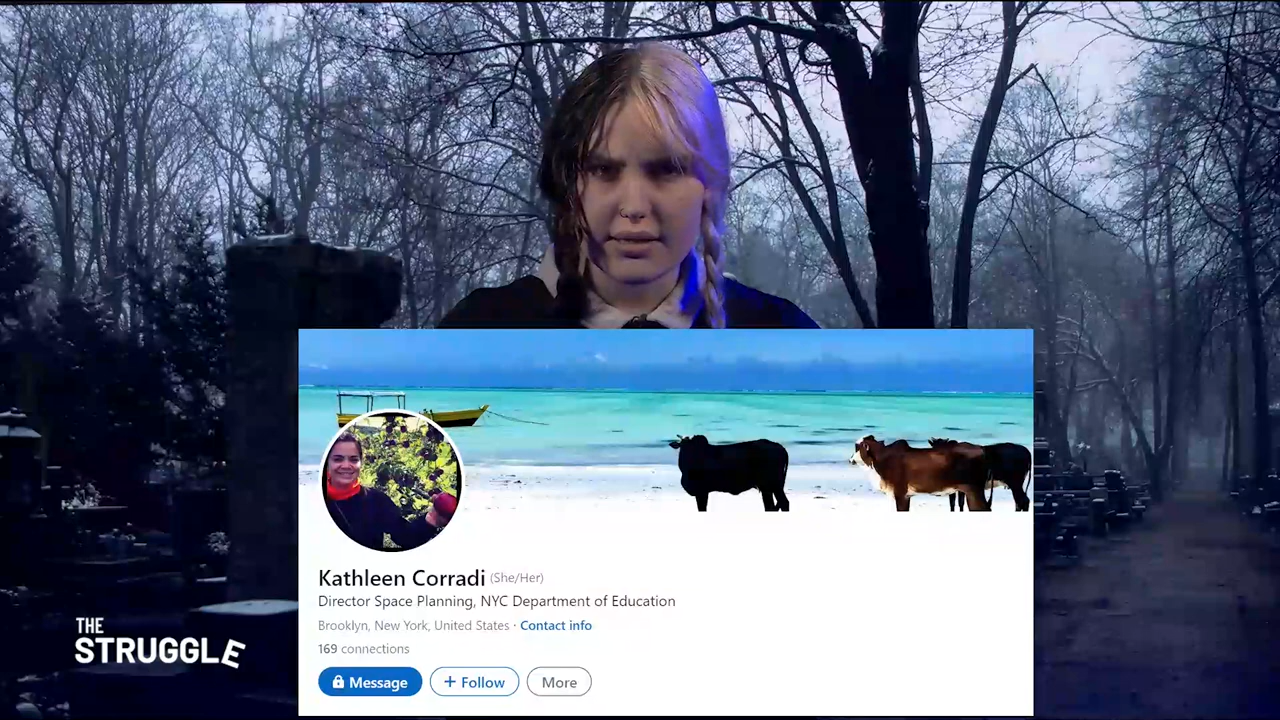 Kathleen Corradi (She/Her)
Director Space Planning, NYC Department of Education
Brooklyn, New York, United States · Contact info
169 connections
Message + Follow More
THE
STRUGGLE